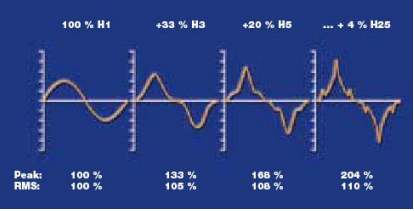 100 % H1 +33 % H3 +20 % H5 ... + 4 % H25
Peak: 100 % 133 % 168 % 204 %
RMS: 100 % 105 % 108 % 110 %